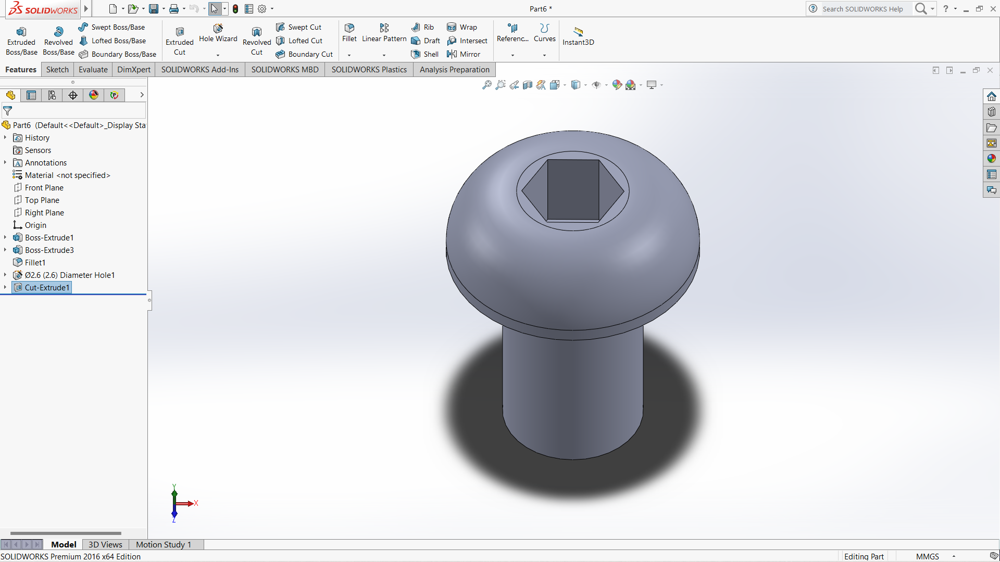 SOLIDWORKS
Part6 *
Search SOLIDWORKS Help
?
Extruded Boss/Base
Revolved Boss/Base
Swept Boss/Base
Lofted Boss/Base
Boundary Boss/Base
Extruded Cut
Hole Wizard
Revolved Cut
Swept Cut
Lofted Cut
Boundary Cut
Fillet
Linear Pattern
Rib
Draft
Shell
Wrap
Intersect
Mirror
Referenc...
Curves
Instant3D
Features
Sketch
Evaluate
DimXpert
SOLIDWORKS Add-Ins
SOLIDWORKS MBD
SOLIDWORKS Plastics
Analysis Preparation
Part6 (Default<<Default>_Display Sta
History
Sensors
Annotations
Material <not specified>
Front Plane
Top Plane
Right Plane
Origin
Boss-Extrude1
Boss-Extrude3
Fillet1
Ø2.6 (2.6) Diameter Hole1
Cut-Extrude1
Y
X
Z
Model
3D Views
Motion Study 1
SOLIDWORKS Premium 2016 x64 Edition
Editing Part
MMGS